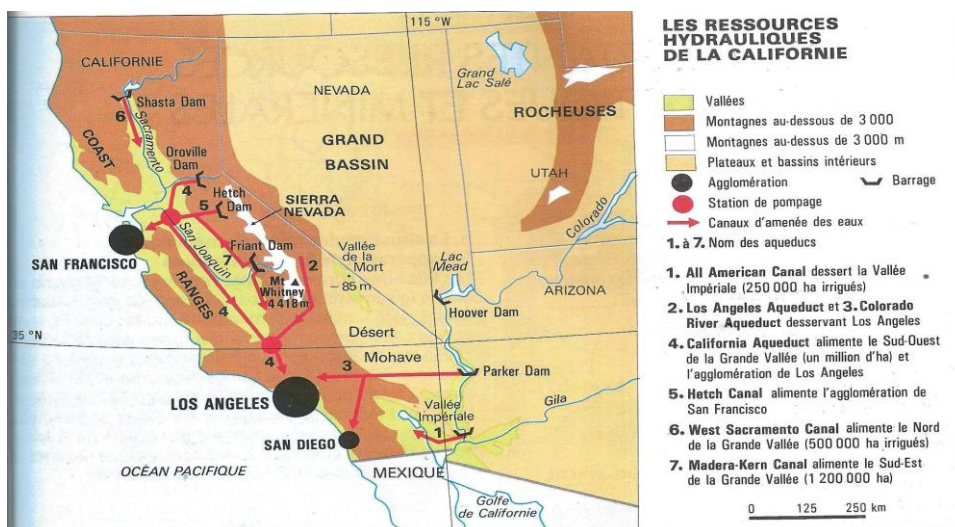 115 °W
CALIFORNIE
NEVADA
Grand
Lac Salé
ROCHEUSES
UTAH
GRAND
BASSIN
6
Shasta Dam
Sacramento
COAST
RANGES
Oroville
Dam
4
5
Hetch
Dam
SIERRA
NEVADA
SAN FRANCISCO
San Joaquin
Friant Dam
7
2
Mt
Whitney
4 418 m
Vallée
de la
Mort
– 85 m
Lac
Mead
Colorado
Hoover Dam
ARIZONA
35 °N
4
4
Désert
Mohave
3
Parker Dam
LOS ANGELES
Vallée
Impériale
1
Gila
SAN DIEGO
OCÉAN PACIFIQUE
MEXIQUE
Golfe
de Californie
LES RESSOURCES
HYDRAULIQUES
DE LA CALIFORNIE
Vallées
Montagnes au-dessous de 3 000
Montagnes au-dessus de 3 000 m
Plateaux et bassins intérieurs
Agglomération
Barrage
Station de pompage
Canaux d'amenée des eaux
1. à 7. Nom des aqueducs
1. All American Canal dessert la Vallée
Impériale (250 000 ha irrigués)
2. Los Angeles Aqueduct et 3. Colorado
River Aqueduct desservant Los Angeles
4. California Aqueduct alimente le Sud-Ouest
de la Grande Vallée (un million d'ha) et
l'agglomération de Los Angeles
5. Hetch Canal alimente l'agglomération de
San Francisco
6. West Sacramento Canal alimente le Nord
de la Grande Vallée (500 000 ha irrigués)
7. Madera-Kern Canal alimente le Sud-Est
de la Grande Vallée (1 200 000 ha)
0 125 250 km